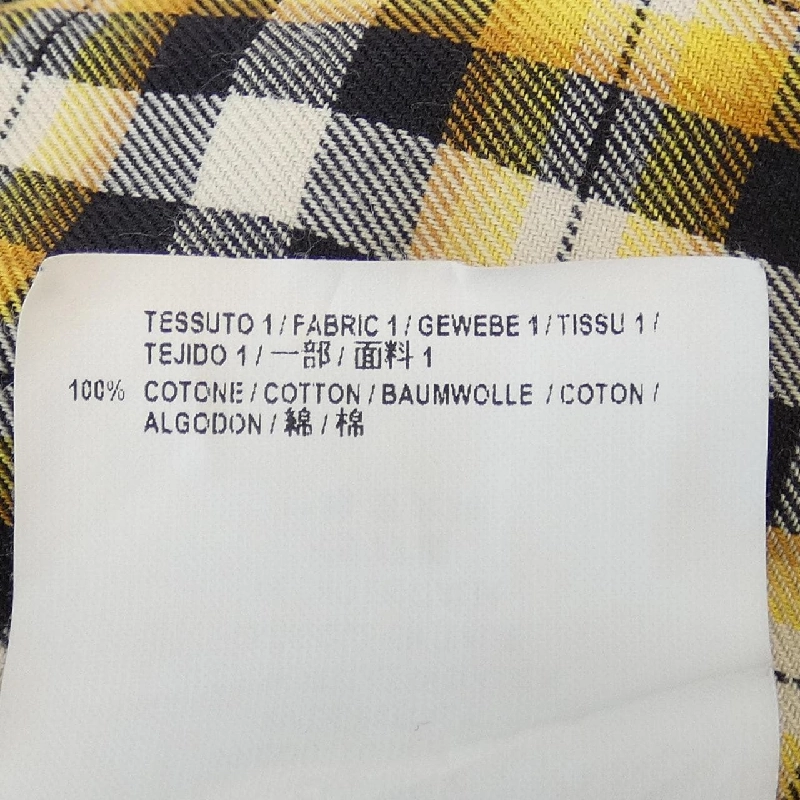 TESSUTO 1 / FABRIC 1 / GEWEBE 1 / TISSU 1 /
TEJIDO 1 / 一部 / 面料 1
100% COTONE / COTTON / BAUMWOLLE / COTON /
ALGODON / 綿 / 棉